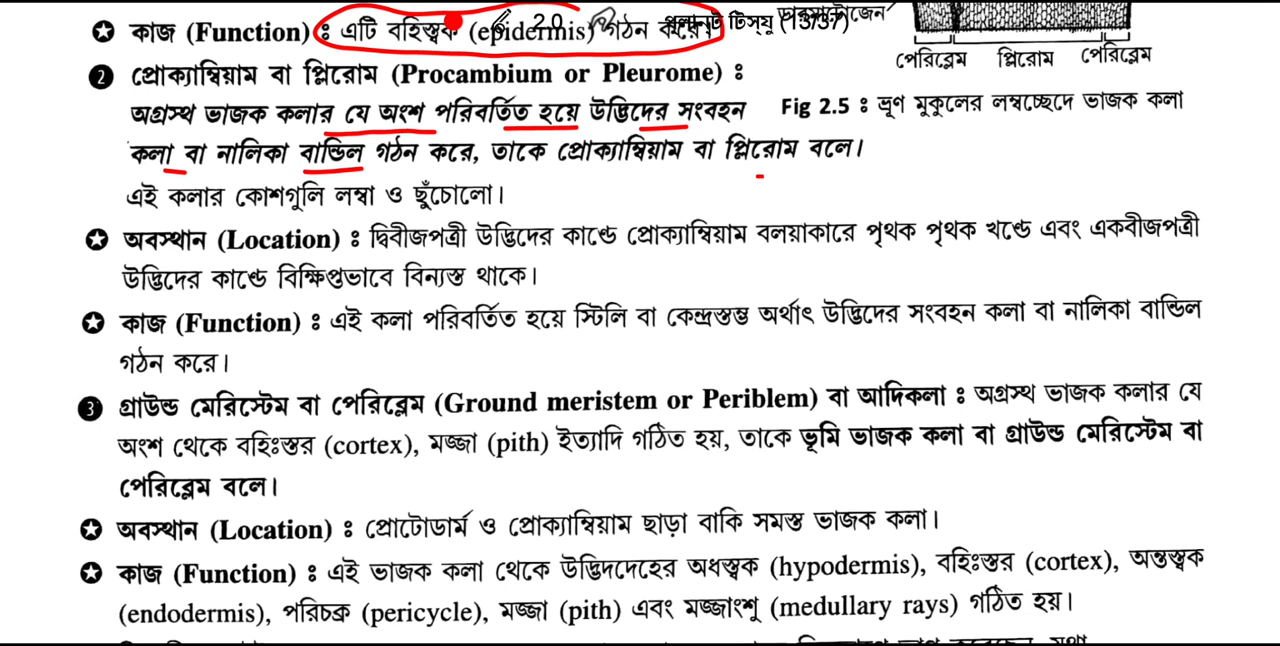 ✪ কাজ (Function) : এটি বহিস্ত্বক (epidermis) গঠন করে।
20 প্লান্ট টিস্যু (13/37)
পেরিব্লেম প্লিরোম পেরিব্লেম
2 প্রোক্যাম্বিয়াম বা প্লিরোম (Procambium or Pleurome) :
অগ্রস্থ ভাজক কলার যে অংশ পরিবর্তিত হয়ে উদ্ভিদের সংবহন
Fig 2.5 : ভ্রূণ মুকুলের লম্বচ্ছেদে ভাজক কলা
কলা বা নালিকা বান্ডিল গঠন করে, তাকে প্রোক্যাম্বিয়াম বা প্লিরোম বলে।
এই কলার কোশগুলি লম্বা ও ছুঁচোলো।
✪ অবস্থান (Location) : দ্বিবীজপত্রী উদ্ভিদের কাণ্ডে প্রোক্যাম্বিয়াম বলয়াকারে পৃথক পৃথক খণ্ডে এবং একবীজপত্রী
উদ্ভিদের কাণ্ডে বিক্ষিপ্তভাবে বিন্যস্ত থাকে।
✪ কাজ (Function) : এই কলা পরিবর্তিত হয়ে স্টিলি বা কেন্দ্রস্তম্ভ অর্থাৎ উদ্ভিদের সংবহন কলা বা নালিকা বান্ডিল
গঠন করে।
3 গ্রাউন্ড মেরিস্টেম বা পেরিব্লেম (Ground meristem or Periblem) বা আদিকলা : অগ্রস্থ ভাজক কলার যে
অংশ থেকে বহিঃস্তর (cortex), মজ্জা (pith) ইত্যাদি গঠিত হয়, তাকে ভূমি ভাজক কলা বা গ্রাউন্ড মেরিস্টেম বা
পেরিব্লেম বলে।
✪ অবস্থান (Location) : প্রোটোডার্ম ও প্রোক্যাম্বিয়াম ছাড়া বাকি সমস্ত ভাজক কলা।
✪ কাজ (Function) : এই ভাজক কলা থেকে উদ্ভিদদেহের অধস্ত্বক (hypodermis), বহিঃস্তর (cortex), অন্তস্ত্বক
(endodermis), পরিচক্র (pericycle), মজ্জা (pith) এবং মজ্জাংশু (medullary rays) গঠিত হয়।